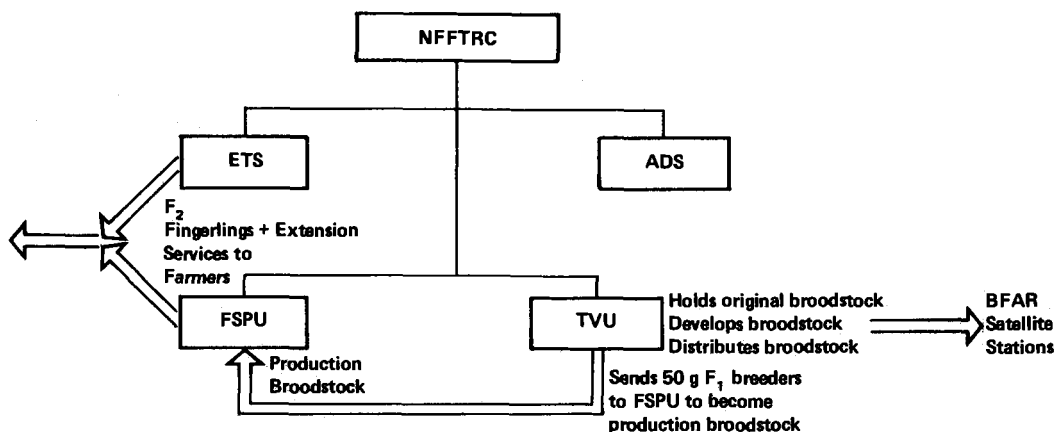 NFFTRC
ETS
ADS
F₂
Fingerlings + Extension
Services to
Farmers
FSPU
TVU
Holds original broodstock
Develops broodstock
Distributes broodstock
BFAR
Satellite
Stations
Production
Broodstock
Sends 50 g F₁ breeders
to FSPU to become
production broodstock